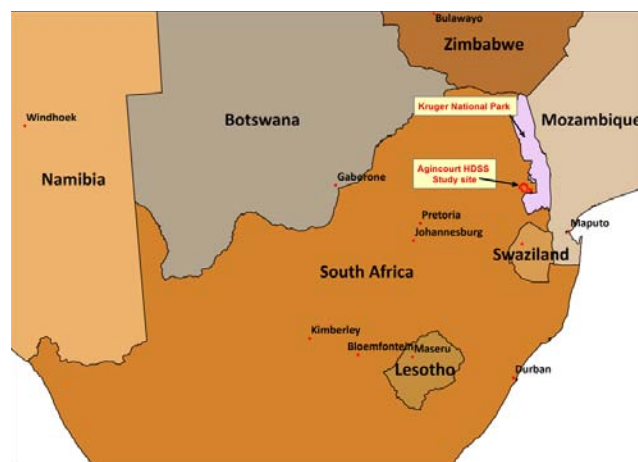 Bulawayo
Zimbabwe
Kruger National Park
Windhoek
Botswana
Mozambique
Agincourt HDSS
Study site
Namibia
Gaborone
Pretoria
Johannesburg
Maputo
Swaziland
South Africa
Kimberley
Bloemfontein
Maseru
Lesotho
Durban